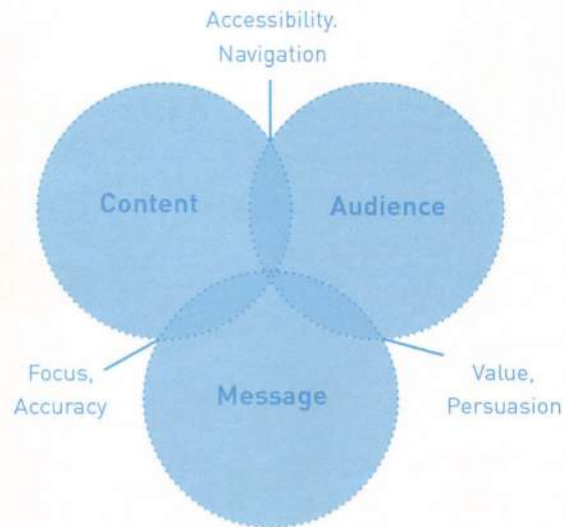 Accessibility.
Navigation
Content
Audience
Focus,
Accuracy
Message
Value,
Persuasion